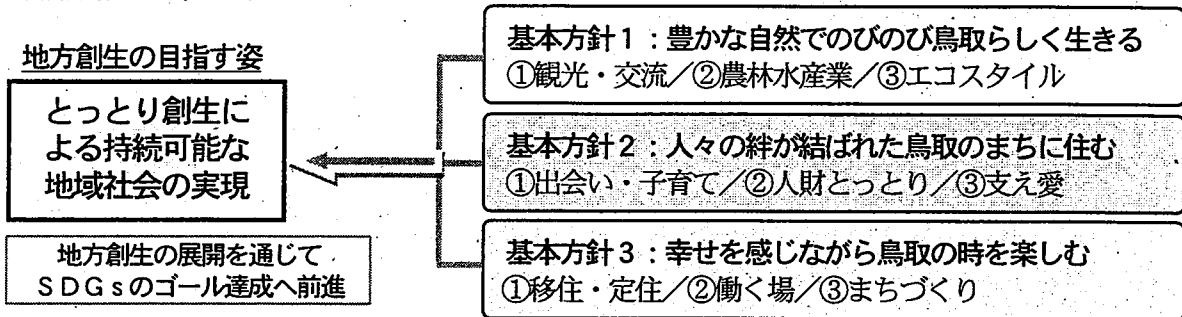 地方創生の目指す姿
とっとり創生に
よる持続可能な
地域社会の実現
地方創生の展開を通じて
SDGsのゴール達成へ前進
基本方針1：豊かな自然でのびのび鳥取らしく生きる
①観光・交流／②農林水産業／③エコスタイル
基本方針2：人々の絆が結ばれた鳥取のまちに住む
①出会い・子育て／②人財とっとり／③支え愛
基本方針3：幸せを感じながら鳥取の時を楽しむ
①移住・定住／②働く場／③まちづくり